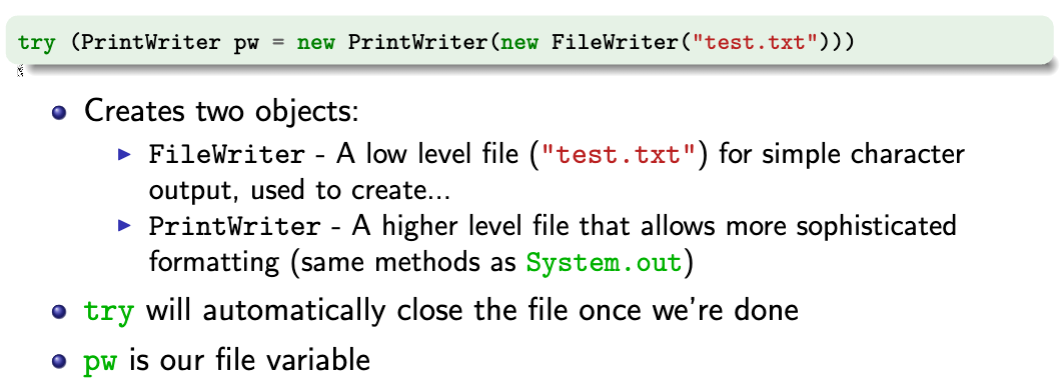 try (PrintWriter pw = new PrintWriter(new FileWriter("test.txt")))
Creates two objects:
FileWriter - A low level file ("test.txt") for simple character
output, used to create...
PrintWriter - A higher level file that allows more sophisticated
formatting (same methods as System.out)
try will automatically close the file once we're done
pw is our file variable